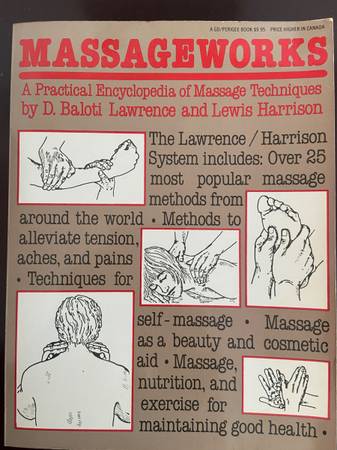 A GD/PERIGEE BOOK $9.95 PRICE HIGHER IN CANADA
MASSAGEWORKS
A Practical Encyclopedia of Massage Techniques
by D. Baloti Lawrence and Lewis Harrison
The Lawrence/Harrison
System includes: Over 25
most popular massage
methods from
around the world • Methods to
alleviate tension,
aches, and pains
• Techniques for
self-massage • Massage
as a beauty and cosmetic
aid • Massage,
nutrition, and
exercise for
maintaining good health •